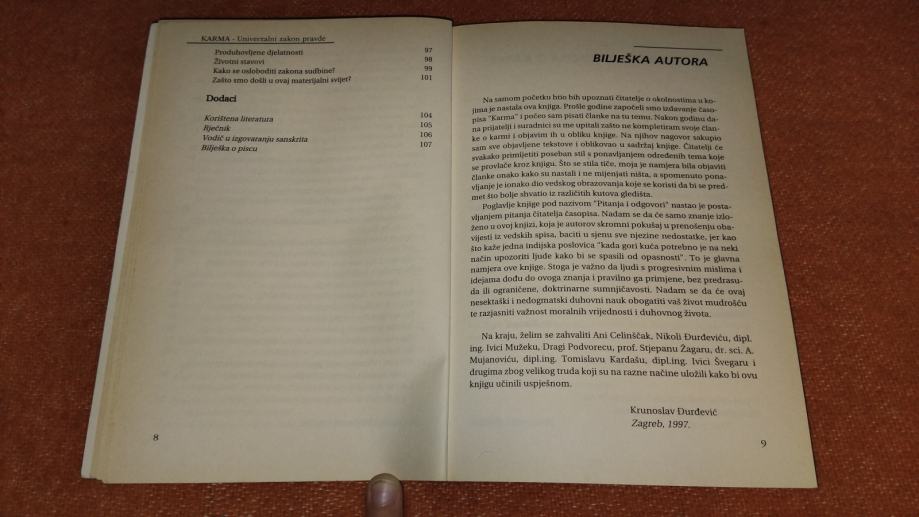 KARMA - Univerzalni zakon pravde
Produhovljene djelatnosti 97
Životni stavovi 98
Kako se osloboditi zakona sudbine? 99
Zašto smo došli u ovaj materijalni svijet? 101
Dodaci
Korištena literatura 104
Rječnik 105
Vodič u izgovaranju sanskrita 106
Bilješka o piscu 107
8
BILJEŠKA AUTORA
Na samom početku htio bih upoznati čitatelje o okolnostima u ko-
jima je nastala ova knjiga. Prošle godine započeli smo izdavanje časo-
pisa "Karma" i počeo sam pisati članke na tu temu. Nakon godinu da-
na prijatelji i suradnici su me upitali zašto ne kompletiram svoje član-
ke o karmi i objavim ih u obliku knjige. Na njihov nagovor sakupio
sam sve objavljene tekstove i oblikovao u sadržaj knjige. Čitatelji će
svakako primijetiti poseban stil s ponavljanjem određenih tema koje
se provlače kroz knjigu. Što se stila tiče, moja je namjera bila objaviti
članke onako kako su nastali i ne mijenjati ništa, a spomenuto pona-
vljanje je ionako dio vedskog obrazovanja koje se koristi da bi se pred-
met što bolje shvatio iz različitih kutova gledišta.
Poglavlje knjige pod nazivom "Pitanja i odgovori" nastao je posta-
vljanjem pitanja čitatelja časopisa. Nadam se da će samo znanje izlo-
ženo u ovoj knjizi, koja je autorov skromni pokušaj u prenošenju oba-
vijesti iz vedskih spisa, baciti u sjenu sve njezine nedostatke, jer kao
što kaže jedna indijska poslovica "kada gori kuća potrebno je na neki
način upozoriti ljude kako bi se spasili od opasnosti". To je glavna
namjera ove knjige. Stoga je važno da ljudi s progresivnim mislima i
idejama dođu do ovoga znanja i pravilno ga primjene, bez predrasu-
da ili ograničene, doktrinarne sumnjičavosti. Nadam se da će ovaj
nesektaški i nedogmatski duhovni nauk obogatiti vaš život mudrošću
te razjasniti važnost moralnih vrijednosti i duhovnog života.
Na kraju, želim se zahvaliti Ani Celinščak, Nikoli Đurđeviću, dipl.
ing. Ivici Mužeku, Dragi Podvorecu, prof. Stjepanu Žagaru, dr. sci. A.
Mujanoviću, dipl.ing. Tomislavu Kardašu, dipl.ing. Ivici Švegaru i
drugima zbog velikog truda koji su na razne načine uložili kako bi ovu
knjigu učinili uspješnom.
Krunoslav Đurđević
Zagreb, 1997.
9